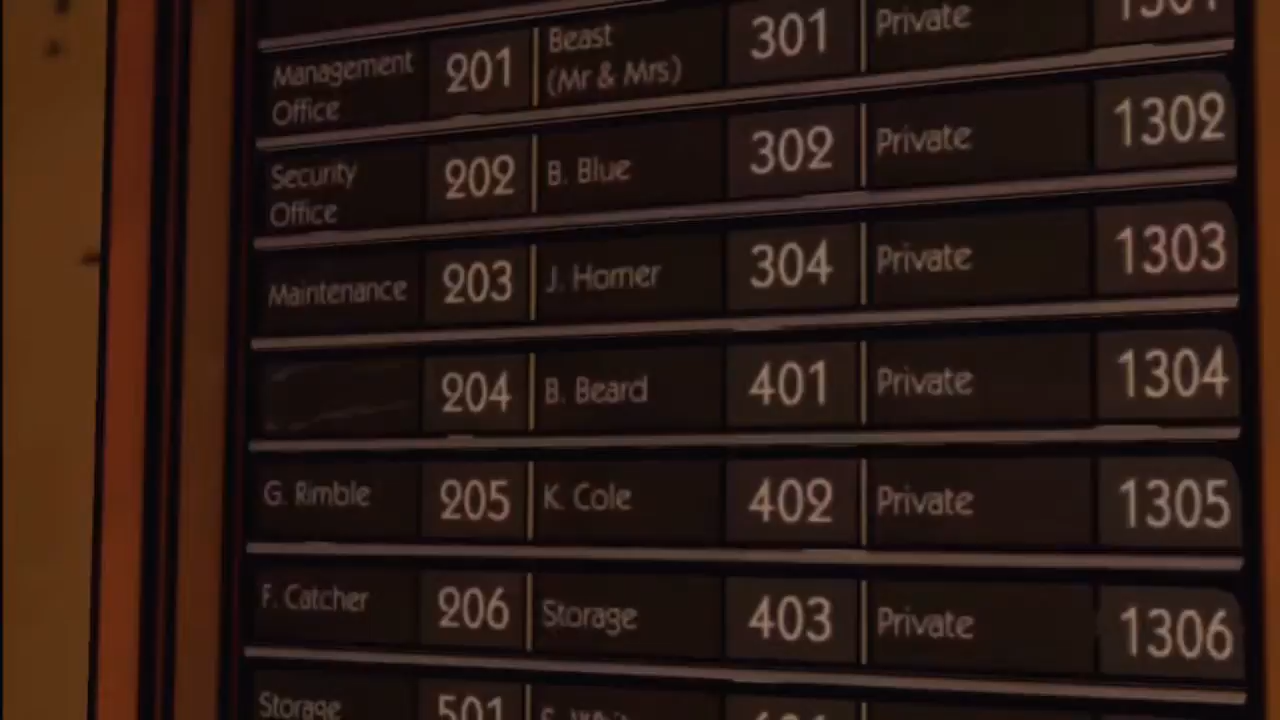 Management
Office
201
Beast
(Mr & Mrs)
301
Private
1301
Security
Office
202
B. Blue
302
Private
1302
Maintenance
203
J. Horner
304
Private
1303
204
B. Beard
401
Private
1304
G. Rimble
205
K. Cole
402
Private
1305
F. Catcher
206
Storage
403
Private
1306
Storage
501